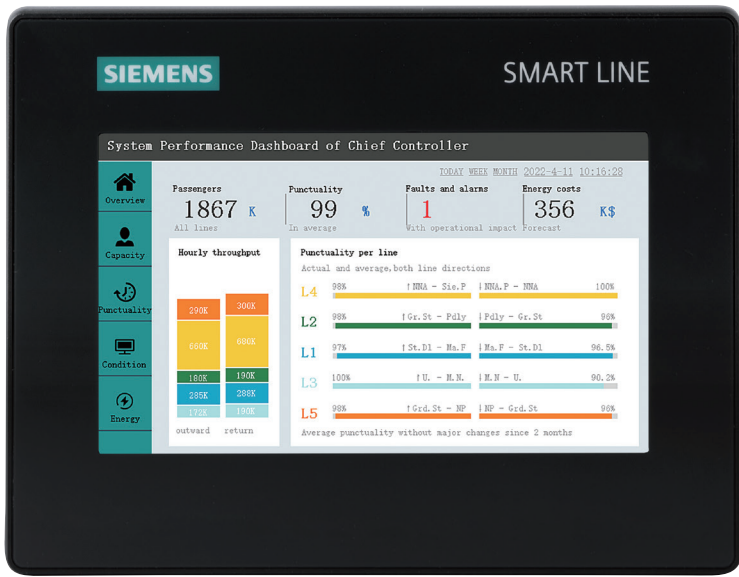 SIEMENS
SMART LINE
System Performance Dashboard of Chief Controller
TODAY WEEK MONTH 2022-4-11 10:16:28
Overview
Capacity
Punctuality
Condition
Energy
Passengers
1867 K
All lines
Punctuality
99 %
In average
Faults and alarms
1
With operational impact
Energy costs
356 K$
Forecast
Hourly throughput
290K 300K
660K 680K
180K 190K
285K 288K
172K 190K
outward return
Punctuality per line
Actual and average,both line directions
L4 98% ↑NNA - Sie.P ↓NNA.P - NNA 100%
L2 98% ↑Gr.St - Pdly ↓Pdly - Gr.St 96%
L1 97% ↑St.Dl - Ma.F ↓Ma.F - St.Dl 96.5%
L3 100% ↑U. - M.N. ↓M.N - U. 90.2%
L5 98% ↑Grd.St - NP ↓NP - Grd.St 96%
Average punctuality without major changes since 2 months